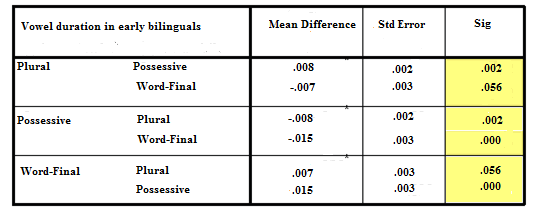 Vowel duration in early bilinguals Mean Difference Std Error Sig
Plural Possessive .008 .002 .002
Word-Final -.007 .003 .056
Possessive Plural -.008 .002 .002
Word-Final -.015 .003 .000
Word-Final Plural .007 .003 .056
Possessive .015 .003 .000